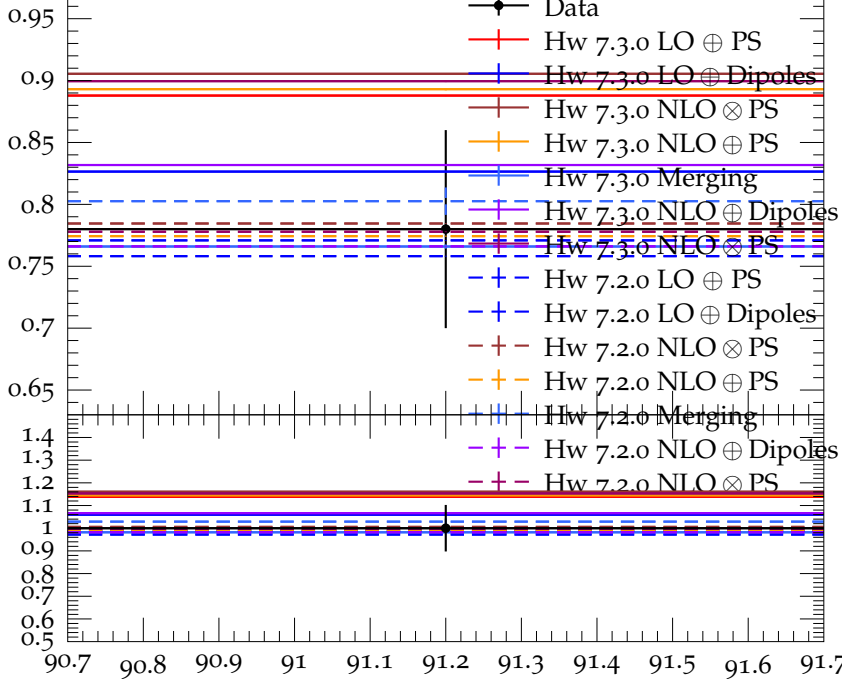 Data
Hw 7.3.0 LO ⊕ PS
Hw 7.3.0 LO ⊕ Dipoles
Hw 7.3.0 NLO ⊗ PS
Hw 7.3.0 NLO ⊕ PS
Hw 7.3.0 Merging
Hw 7.3.0 NLO ⊕ Dipoles
Hw 7.3.0 NLO ⊗ PS
Hw 7.2.0 LO ⊕ PS
Hw 7.2.0 LO ⊕ Dipoles
Hw 7.2.0 NLO ⊗ PS
Hw 7.2.0 NLO ⊕ PS
Hw 7.2.0 Merging
Hw 7.2.0 NLO ⊕ Dipoles
Hw 7.2.0 NLO ⊗ PS
0.95
0.9
0.85
0.8
0.75
0.7
0.65
1.4
1.3
1.2
1.1
1
0.9
0.8
0.7
0.6
0.5
90.7 90.8 90.9 91 91.1 91.2 91.3 91.4 91.5 91.6 91.7